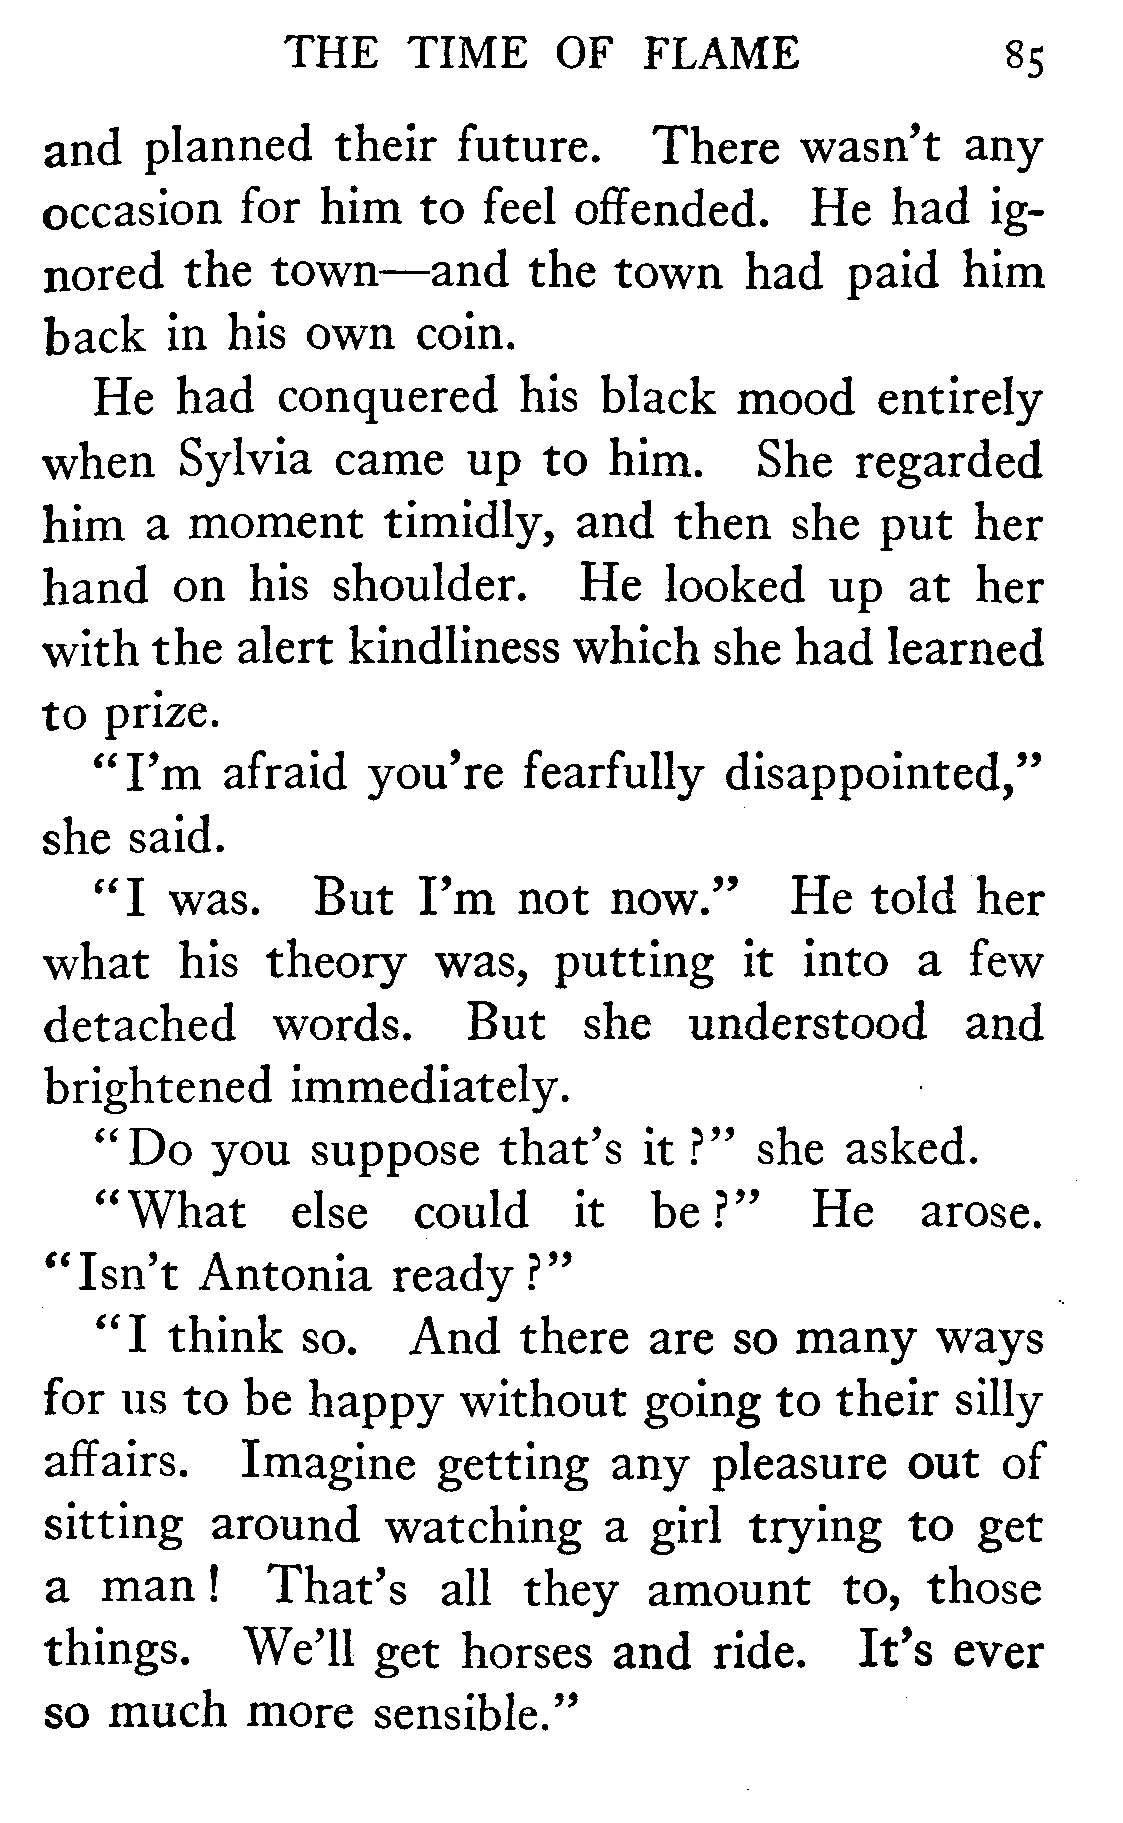 THE TIME OF FLAME 85
and planned their future. There wasn't any
occasion for him to feel offended. He had ig-
nored the town—and the town had paid him
back in his own coin.
He had conquered his black mood entirely
when Sylvia came up to him. She regarded
him a moment timidly, and then she put her
hand on his shoulder. He looked up at her
with the alert kindliness which she had learned
to prize.
"I'm afraid you're fearfully disappointed,"
she said.
"I was. But I'm not now." He told her
what his theory was, putting it into a few
detached words. But she understood and
brightened immediately.
"Do you suppose that's it?" she asked.
"What else could it be?" He arose.
"Isn't Antonia ready?"
"I think so. And there are so many ways
for us to be happy without going to their silly
affairs. Imagine getting any pleasure out of
sitting around watching a girl trying to get
a man! That's all they amount to, those
things. We'll get horses and ride. It's ever
so much more sensible."